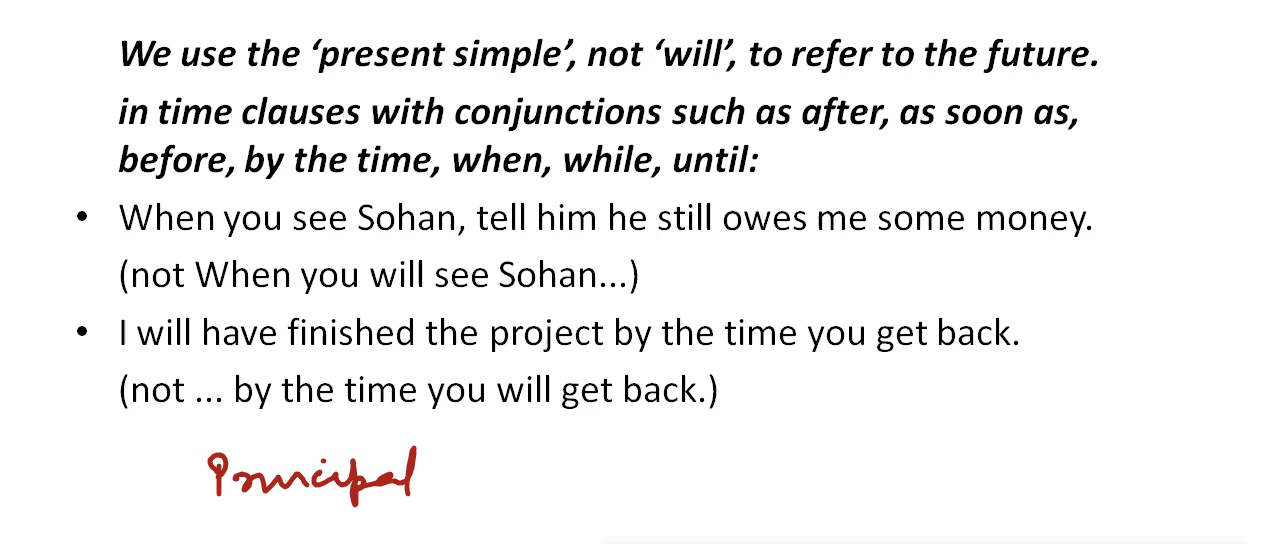 We use the ‘present simple’, not ‘will’, to refer to the future.
in time clauses with conjunctions such as after, as soon as,
before, by the time, when, while, until:
• When you see Sohan, tell him he still owes me some money.
(not When you will see Sohan...)
• I will have finished the project by the time you get back.
(not ... by the time you will get back.)
Principal